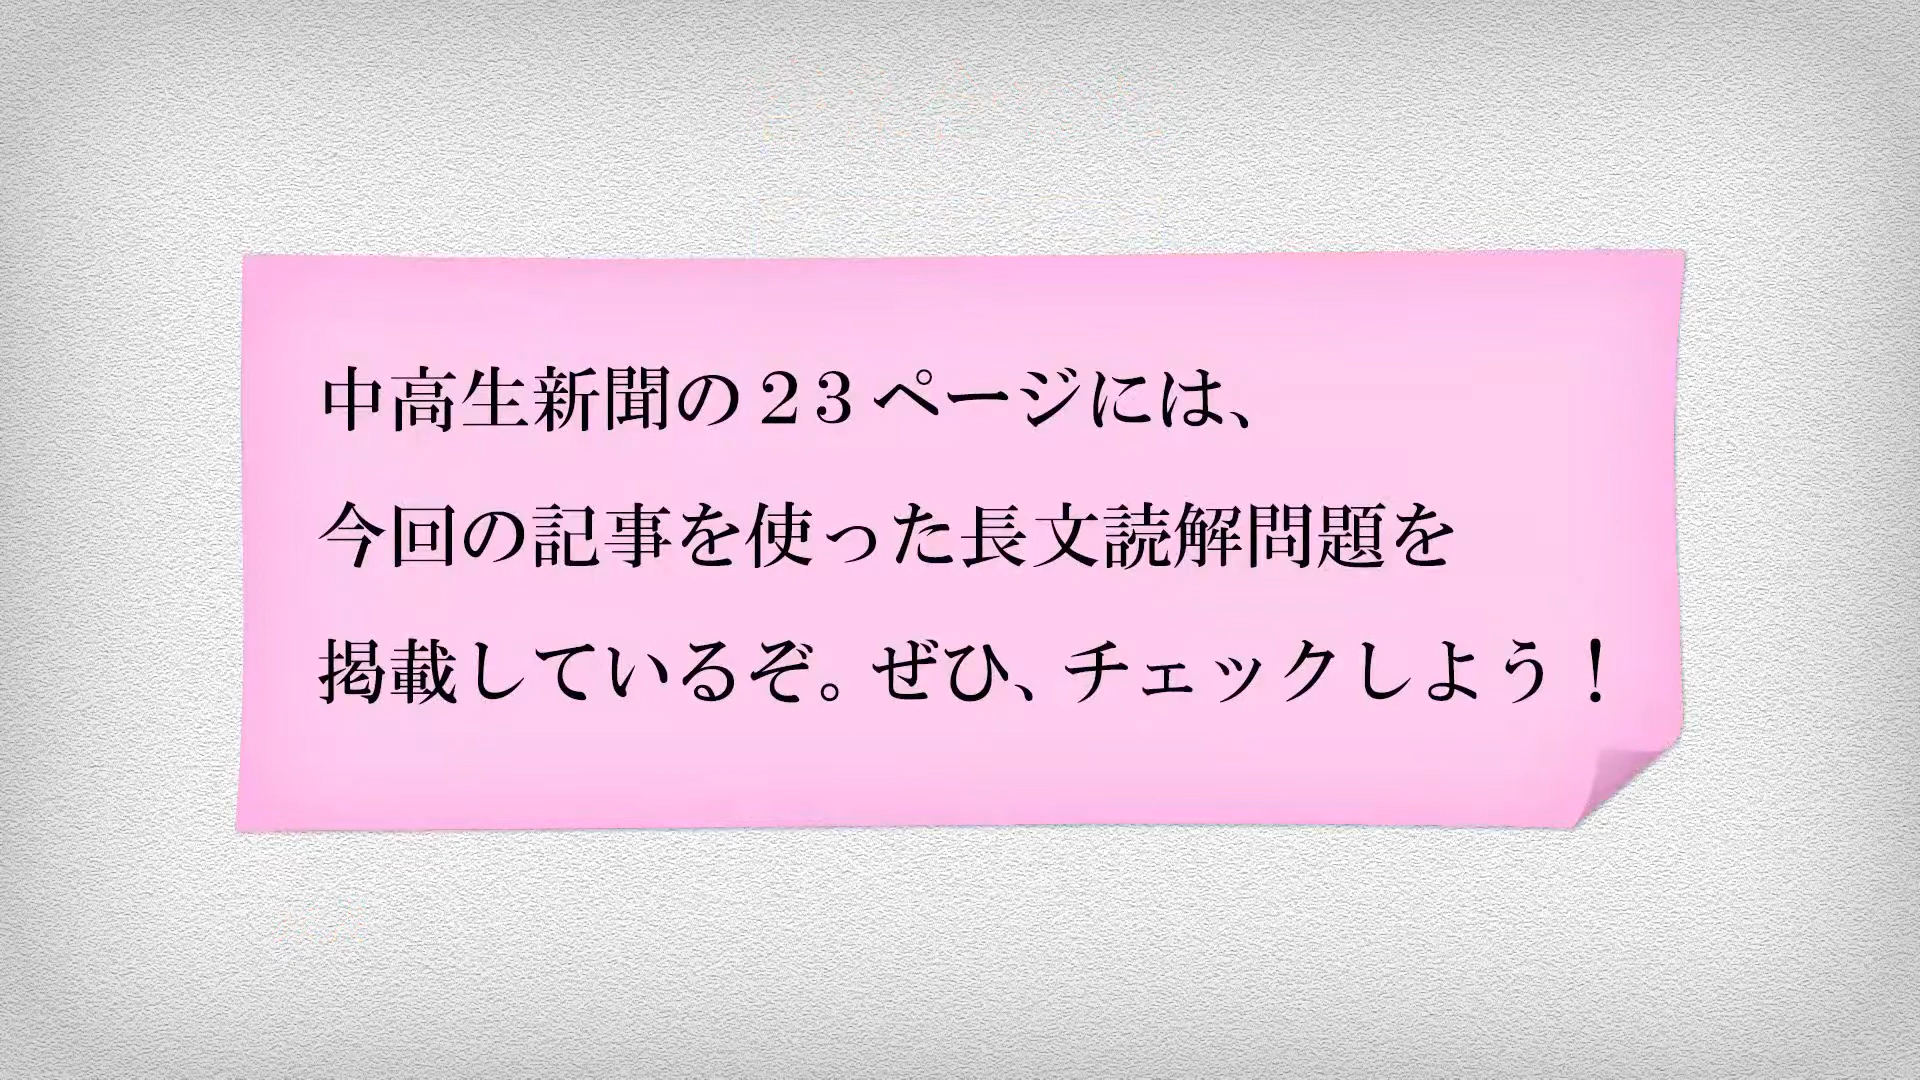 中高生新聞の２３ページには、
今回の記事を使った長文読解問題を
掲載しているぞ。ぜひ、チェックしよう！